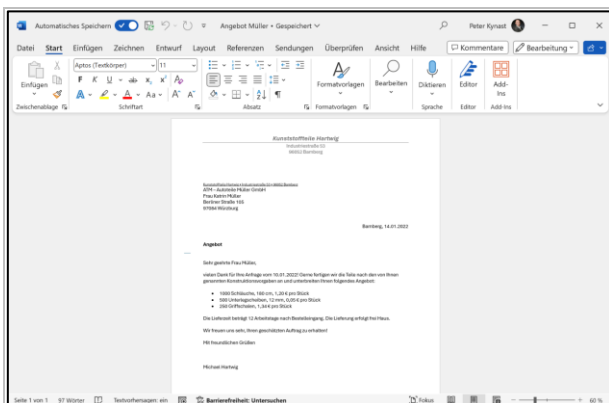 Automatisches Speichern Angebot Müller • Gespeichert Peter Kynast
Datei Start Einfügen Zeichnen Entwurf Layout Referenzen Sendungen Überprüfen Ansicht Hilfe Kommentare Bearbeitung
Aptos (Textkörper) 11
Einfügen F K U ab x₂ x² A Formatvorlagen Bearbeiten Diktieren Editor Add-Ins
A A Aa A A
Zwischenablage Schriftart Absatz Formatvorlagen Sprache Editor Add-Ins
Kunststoffteile Hartwig
Industriestraße 53
96052 Bamberg
ATM - Autoteile Müller GmbH
Frau Katrin Müller
Berliner Straße 105
97084 Würzburg
Bamberg, 14.01.2022
Angebot
Sehr geehrte Frau Müller,
vielen Dank für Ihre Anfrage vom 10.01.2022! Gerne fertigen wir die Teile nach den von Ihnen
genannten Konstruktionsvorgaben an und unterbreiten Ihnen folgendes Angebot:
• 1500 Schläuche, 160 cm, 1,20 € pro Stück
• 500 Unterlegscheiben, 12 mm, 0,05 € pro Stück
• 250 Griffschalen, 1,34 € pro Stück
Die Lieferzeit beträgt 12 Arbeitstage nach Bestelleingang. Die Lieferung erfolgt frei Haus.
Wir freuen uns sehr, Ihren geschätzten Auftrag zu erhalten!
Mit freundlichen Grüßen
Michael Hartwig
Seite 1 von 1 97 Wörter Textvorhersagen: ein Barrierefreiheit: Untersuchen Fokus 60 %